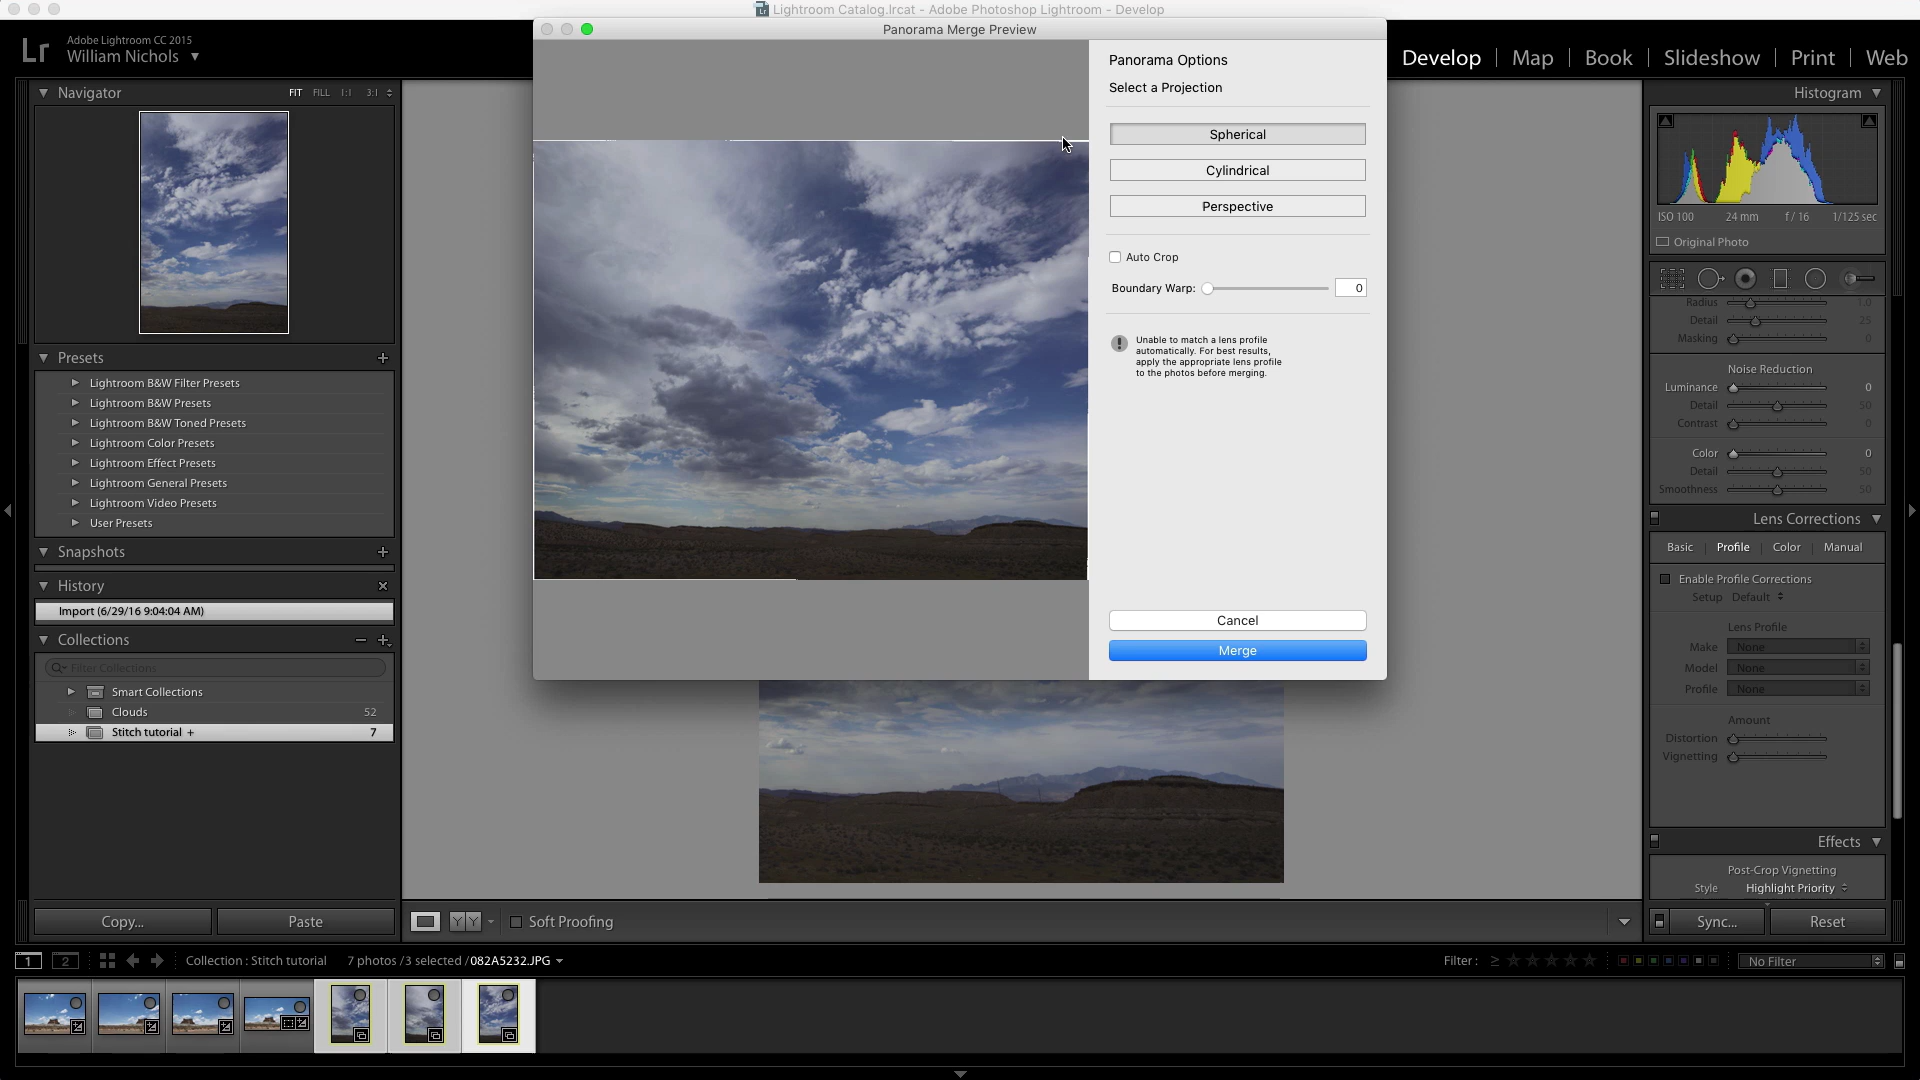 Lightroom Catalog.lrcat - Adobe Photoshop Lightroom - Develop
Panorama Merge Preview
Lr
Adobe Lightroom CC 2015
William Nichols
Develop
Map
Book
Slideshow
Print
Web
Navigator
FIT
FILL
1:1
3:1
Presets
Lightroom B&W Filter Presets
Lightroom B&W Presets
Lightroom B&W Toned Presets
Lightroom Color Presets
Lightroom Effect Presets
Lightroom General Presets
Lightroom Video Presets
User Presets
Snapshots
History
Import (6/29/16 9:04:04 AM)
Collections
Filter Collections
Smart Collections
Clouds 52
Stitch tutorial + 7
Copy...
Paste
Panorama Options
Select a Projection
Spherical
Cylindrical
Perspective
Auto Crop
Boundary Warp: 0
Unable to match a lens profile
automatically. For best results,
apply the appropriate lens profile
to the photos before merging.
Cancel
Merge
Soft Proofing
Histogram
ISO 100 24 mm f / 16 1/125 sec
Original Photo
Radius 1.0
Detail 25
Masking 0
Noise Reduction
Luminance 0
Detail 50
Contrast 0
Color 0
Detail 50
Smoothness 50
Lens Corrections
Basic
Profile
Color
Manual
Enable Profile Corrections
Setup Default
Lens Profile
Make None
Model None
Profile None
Amount
Distortion
Vignetting
Effects
Post-Crop Vignetting
Style Highlight Priority
Sync...
Reset
1
2
Collection : Stitch tutorial
7 photos /3 selected /082A5232.JPG
Filter :
No Filter